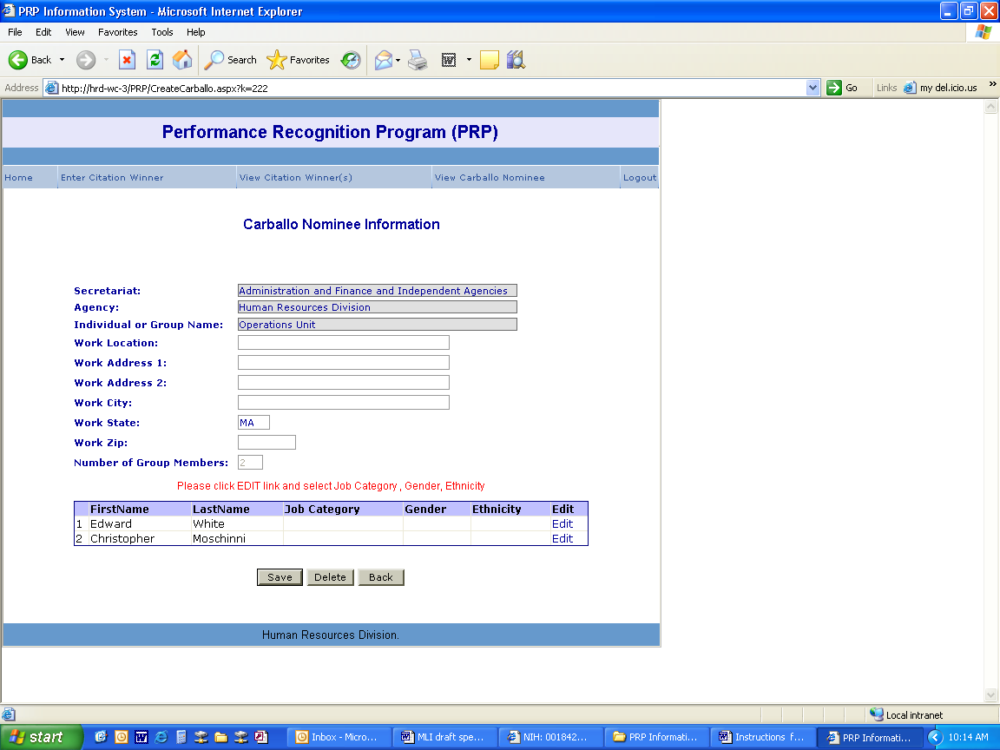 PRP Information System - Microsoft Internet Explorer
File Edit View Favorites Tools Help
Back Search Favorites
Address http://hrd-wc-3/PRP/CreateCarballo.aspx?k=222 Go Links my del.icio.us »
Performance Recognition Program (PRP)
Home Enter Citation Winner View Citation Winner(s) View Carballo Nominee Logout
Carballo Nominee Information
Secretariat: Administration and Finance and Independent Agencies
Agency: Human Resources Division
Individual or Group Name: Operations Unit
Work Location:
Work Address 1:
Work Address 2:
Work City:
Work State: MA
Work Zip:
Number of Group Members: 2
Please click EDIT link and select Job Category , Gender, Ethnicity
FirstName LastName Job Category Gender Ethnicity Edit
1 Edward White Edit
2 Christopher Moschinni Edit
Save Delete Back
Human Resources Division.
Local intranet
start Inbox - Micro... MLI draft spe... NIH: 001842... PRP Informati... Instructions f... PRP Informati... 10:14 AM